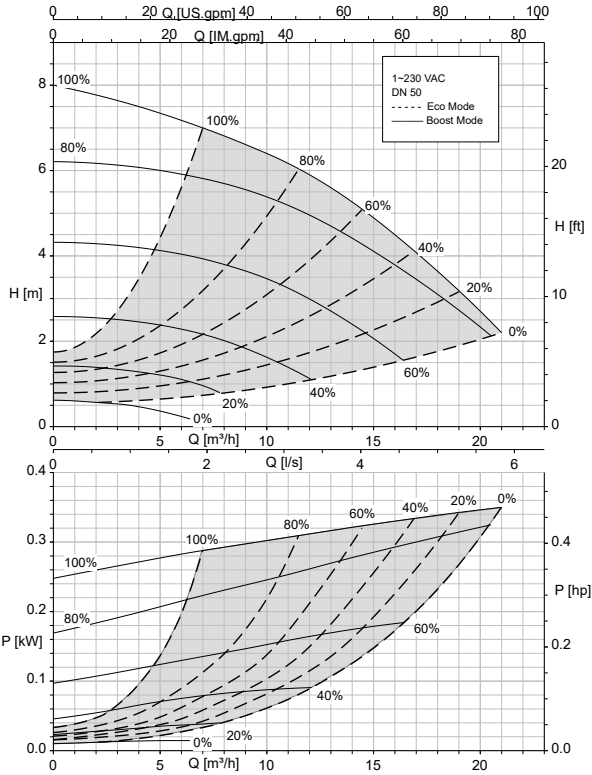 0 20 Q [US.gpm] 60 80 100
0 20 Q [IM.gpm] 40 60 80
8 100%
1~230 VAC
DN 50
Eco Mode
Boost Mode
100%
80% 80%
6 20
60%
H [ft]
4 40%
20%
H [m] 10
2 0%
60%
40%
20%
0%
0 0
0 5 Q [m³/h] 10 15 20
0 2 Q [l/s] 4 6
0.4
0%
20%
40%
60%
80%
100%
0.3 0.4
100%
P [hp]
0.2
80% 60%
P [kW] 0.2
0.1
40%
20%
0%
0.0 0.0
0 5 Q [m³/h] 10 15 20